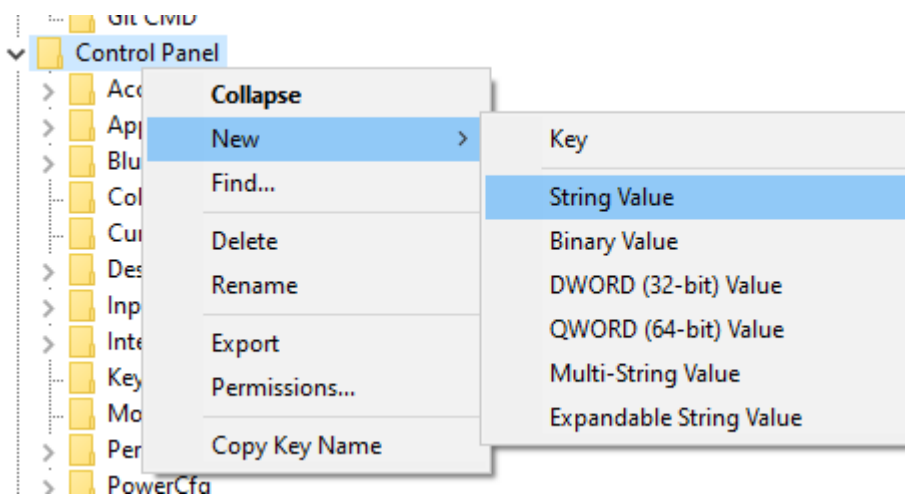 Git CMD
Control Panel
Collapse
New
Key
Find...
String Value
Binary Value
Delete
DWORD (32-bit) Value
Rename
QWORD (64-bit) Value
Export
Multi-String Value
Permissions...
Expandable String Value
Copy Key Name
PowerCfg